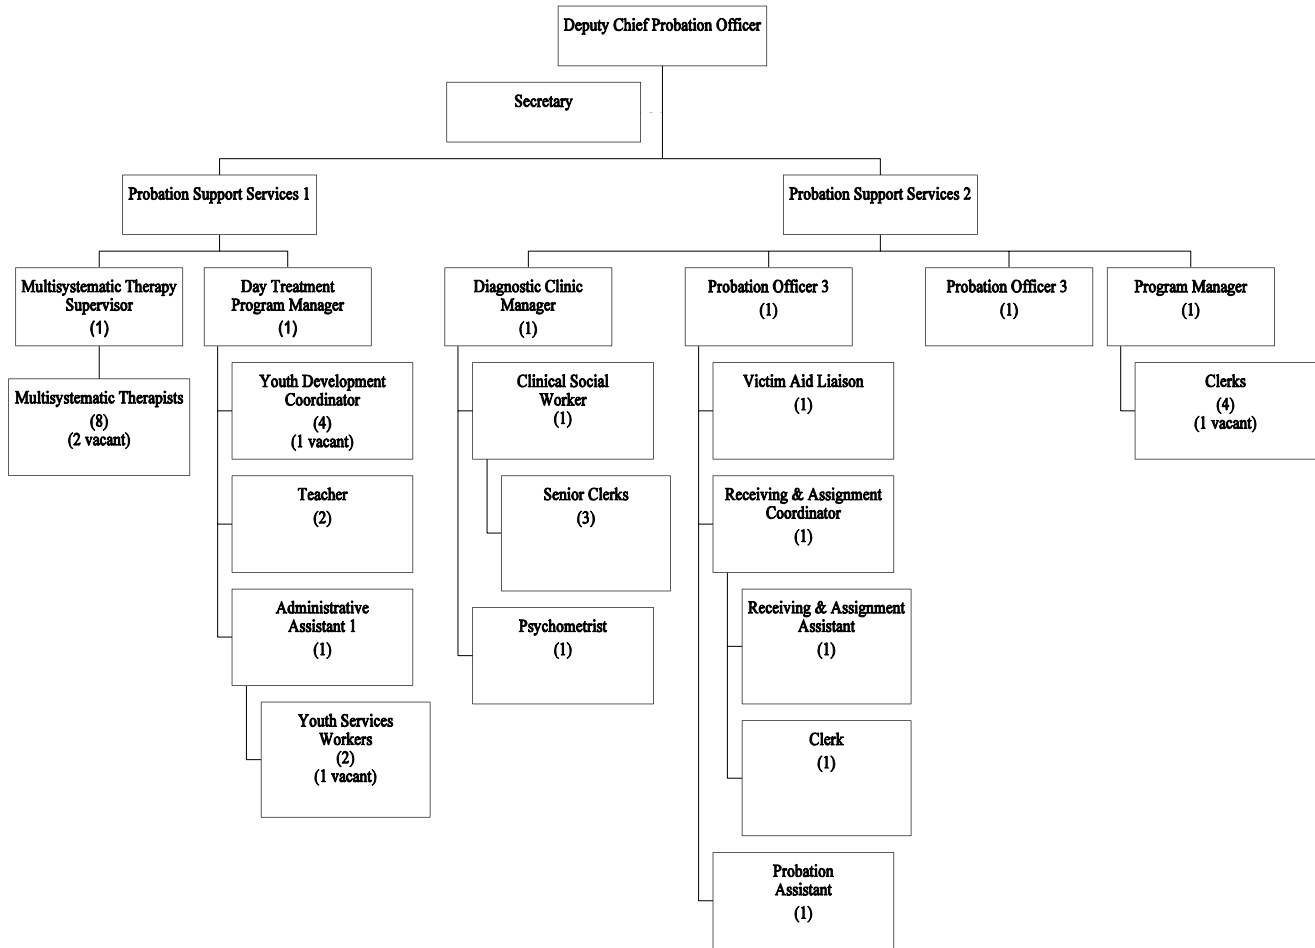 Deputy Chief Probation Officer
Secretary
Probation Support Services 1
Probation Support Services 2
Multisystematic Therapy
Supervisor
(1)
Day Treatment
Program Manager
(1)
Diagnostic Clinic
Manager
(1)
Probation Officer 3
(1)
Probation Officer 3
(1)
Program Manager
(1)
Multisystematic Therapists
(8)
(2 vacant)
Youth Development
Coordinator
(4)
(1 vacant)
Teacher
(2)
Administrative
Assistant 1
(1)
Youth Services
Workers
(2)
(1 vacant)
Clinical Social
Worker
(1)
Senior Clerks
(3)
Psychometrist
(1)
Victim Aid Liaison
(1)
Receiving & Assignment
Coordinator
(1)
Receiving & Assignment
Assistant
(1)
Clerk
(1)
Probation
Assistant
(1)
Clerks
(4)
(1 vacant)